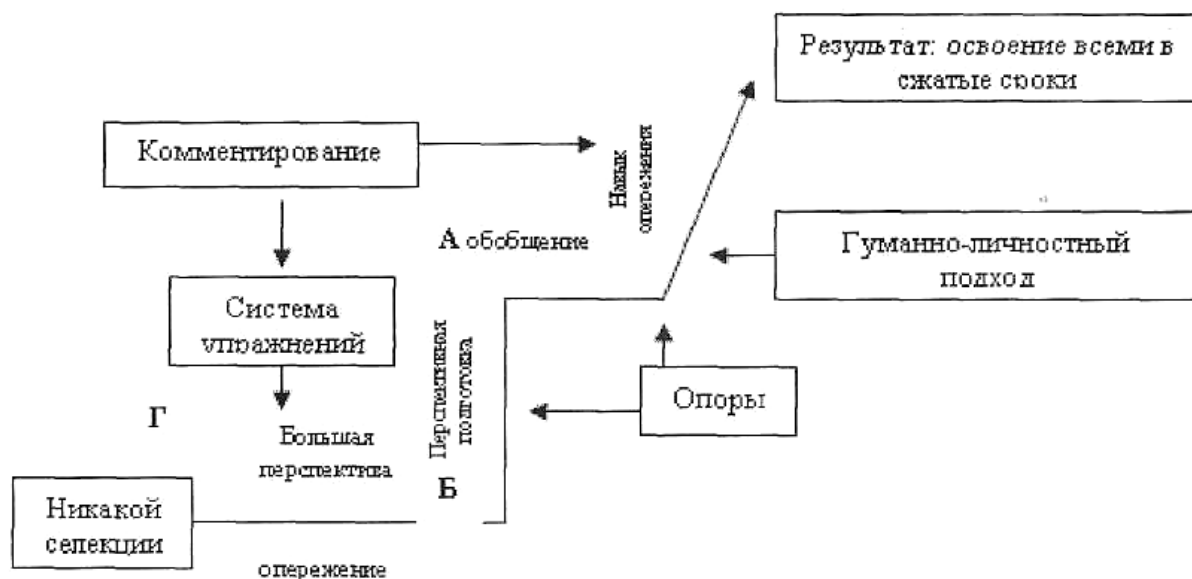 Результат: освоение всеми в
сжатые сроки
Комментирование
Навык
опережения
А обобщение
Гуманно-личностный
подход
Система
упражнений
Перспективная
подготовка
Опоры
Г
Большая
перспектива
Б
Никакой
селекции
опережение